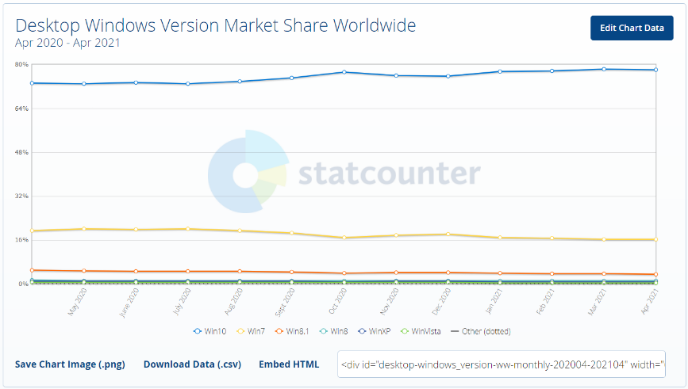 Desktop Windows Version Market Share Worldwide
Apr 2020 - Apr 2021
Edit Chart Data
80%
64%
48%
32%
16%
0%
statcounter
May 2020
June 2020
July 2020
Aug 2020
Sept 2020
Oct 2020
Nov 2020
Dec 2020
Jan 2021
Feb 2021
Mar 2021
Apr 2021
Win10 Win7 Win8.1 Win8 WinXP WinVista Other (dotted)
Save Chart Image (.png) Download Data (.csv) Embed HTML <div id="desktop-windows_version-ww-monthly-202004-202104" width="